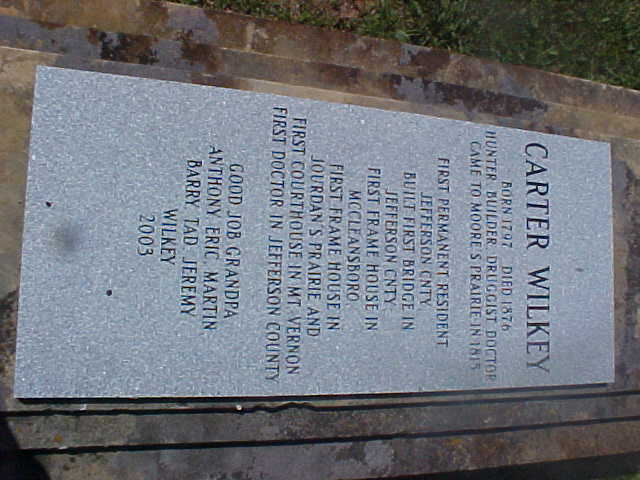 CARTER WILKEY
BORN 1797 DIED 1876
HUNTER BUILDER DRUGGIST DOCTOR
CAME TO MOORE'S PRAIRIE IN 1815
FIRST PERMANENT RESIDENT
JEFFERSON CNTY.
BUILT FIRST BRIDGE IN
JEFFERSON CNTY.
FIRST FRAME HOUSE IN
MCCLEANSBORO
FIRST FRAME HOUSE IN
JOURDAN'S PRAIRIE AND
FIRST COURTHOUSE IN MT VERNON
FIRST DOCTOR IN JEFFERSON COUNTY
GOOD JOB GRANDPA
ANTHONY ERIC MARTIN
BARRY TAD JEREMY
WILKEY
2003